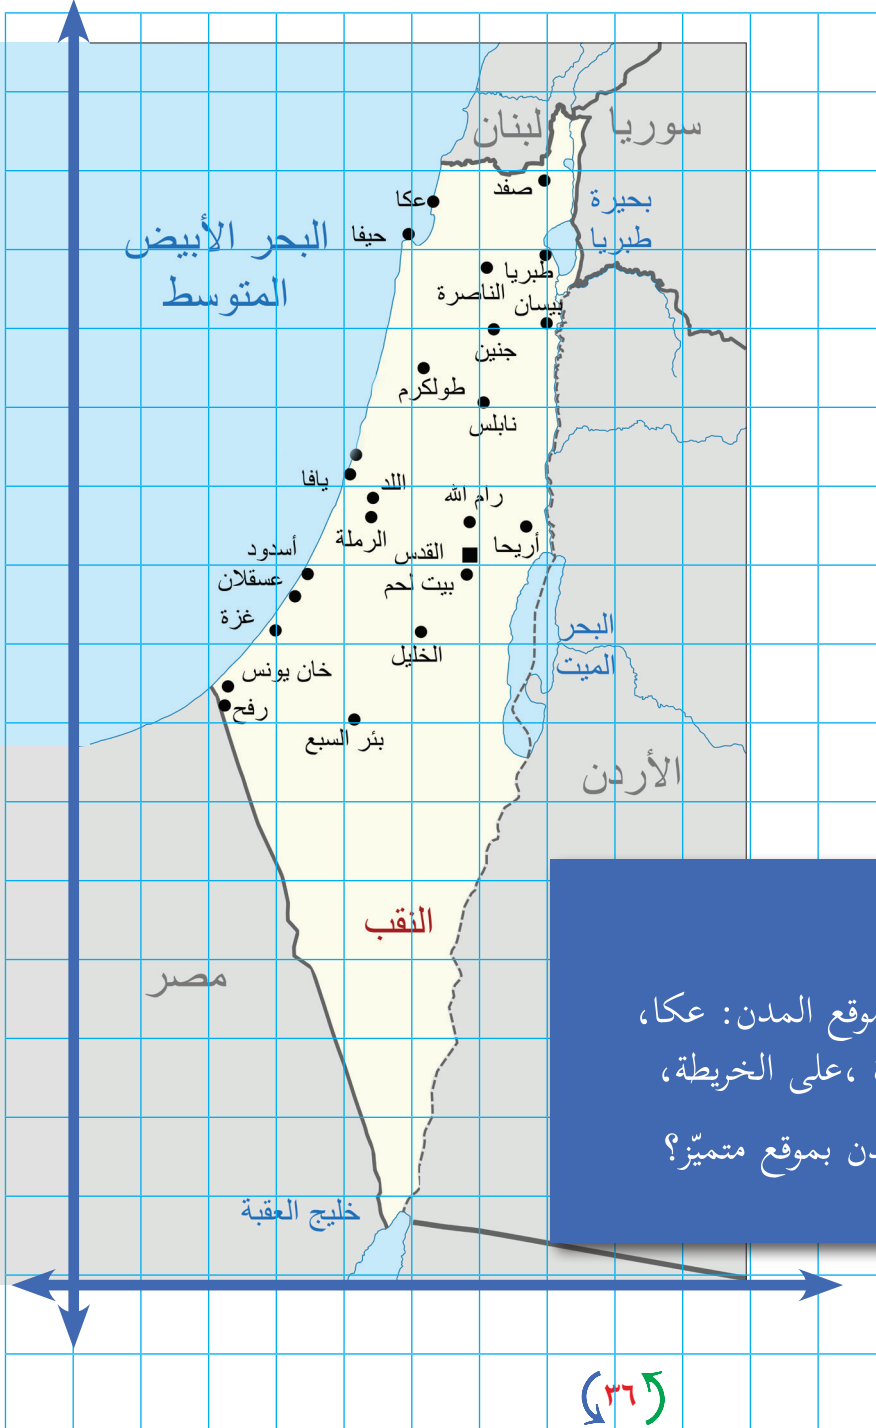 لبنان
سوريا
صفد
عكا
بحيرة
طبريا
حيفا
البحر الأبيض
المتوسط
طبريا
الناصرة
بيسان
جنين
طولكرم
نابلس
يافا
اللد
رام الله
الرملة
أريحا
القدس
أسدود
بيت لحم
عسقلان
غزة
البحر
الميت
الخليل
خان يونس
رفح
بئر السبع
الأردن
النقب
مصر
المدن: عكا،
،على الخريطة،
بموقع متميّز؟
خليج العقبة
٣٦